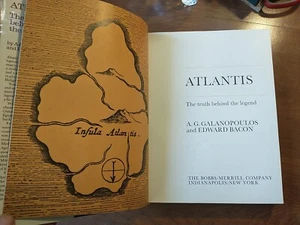 ATLANTIS
The truth behind the legend
A. G. GALANOPOULOS
and EDWARD BACON
THE BOBBS-MERRILL COMPANY
INDIANAPOLIS/NEW YORK
Insula Atlantis.